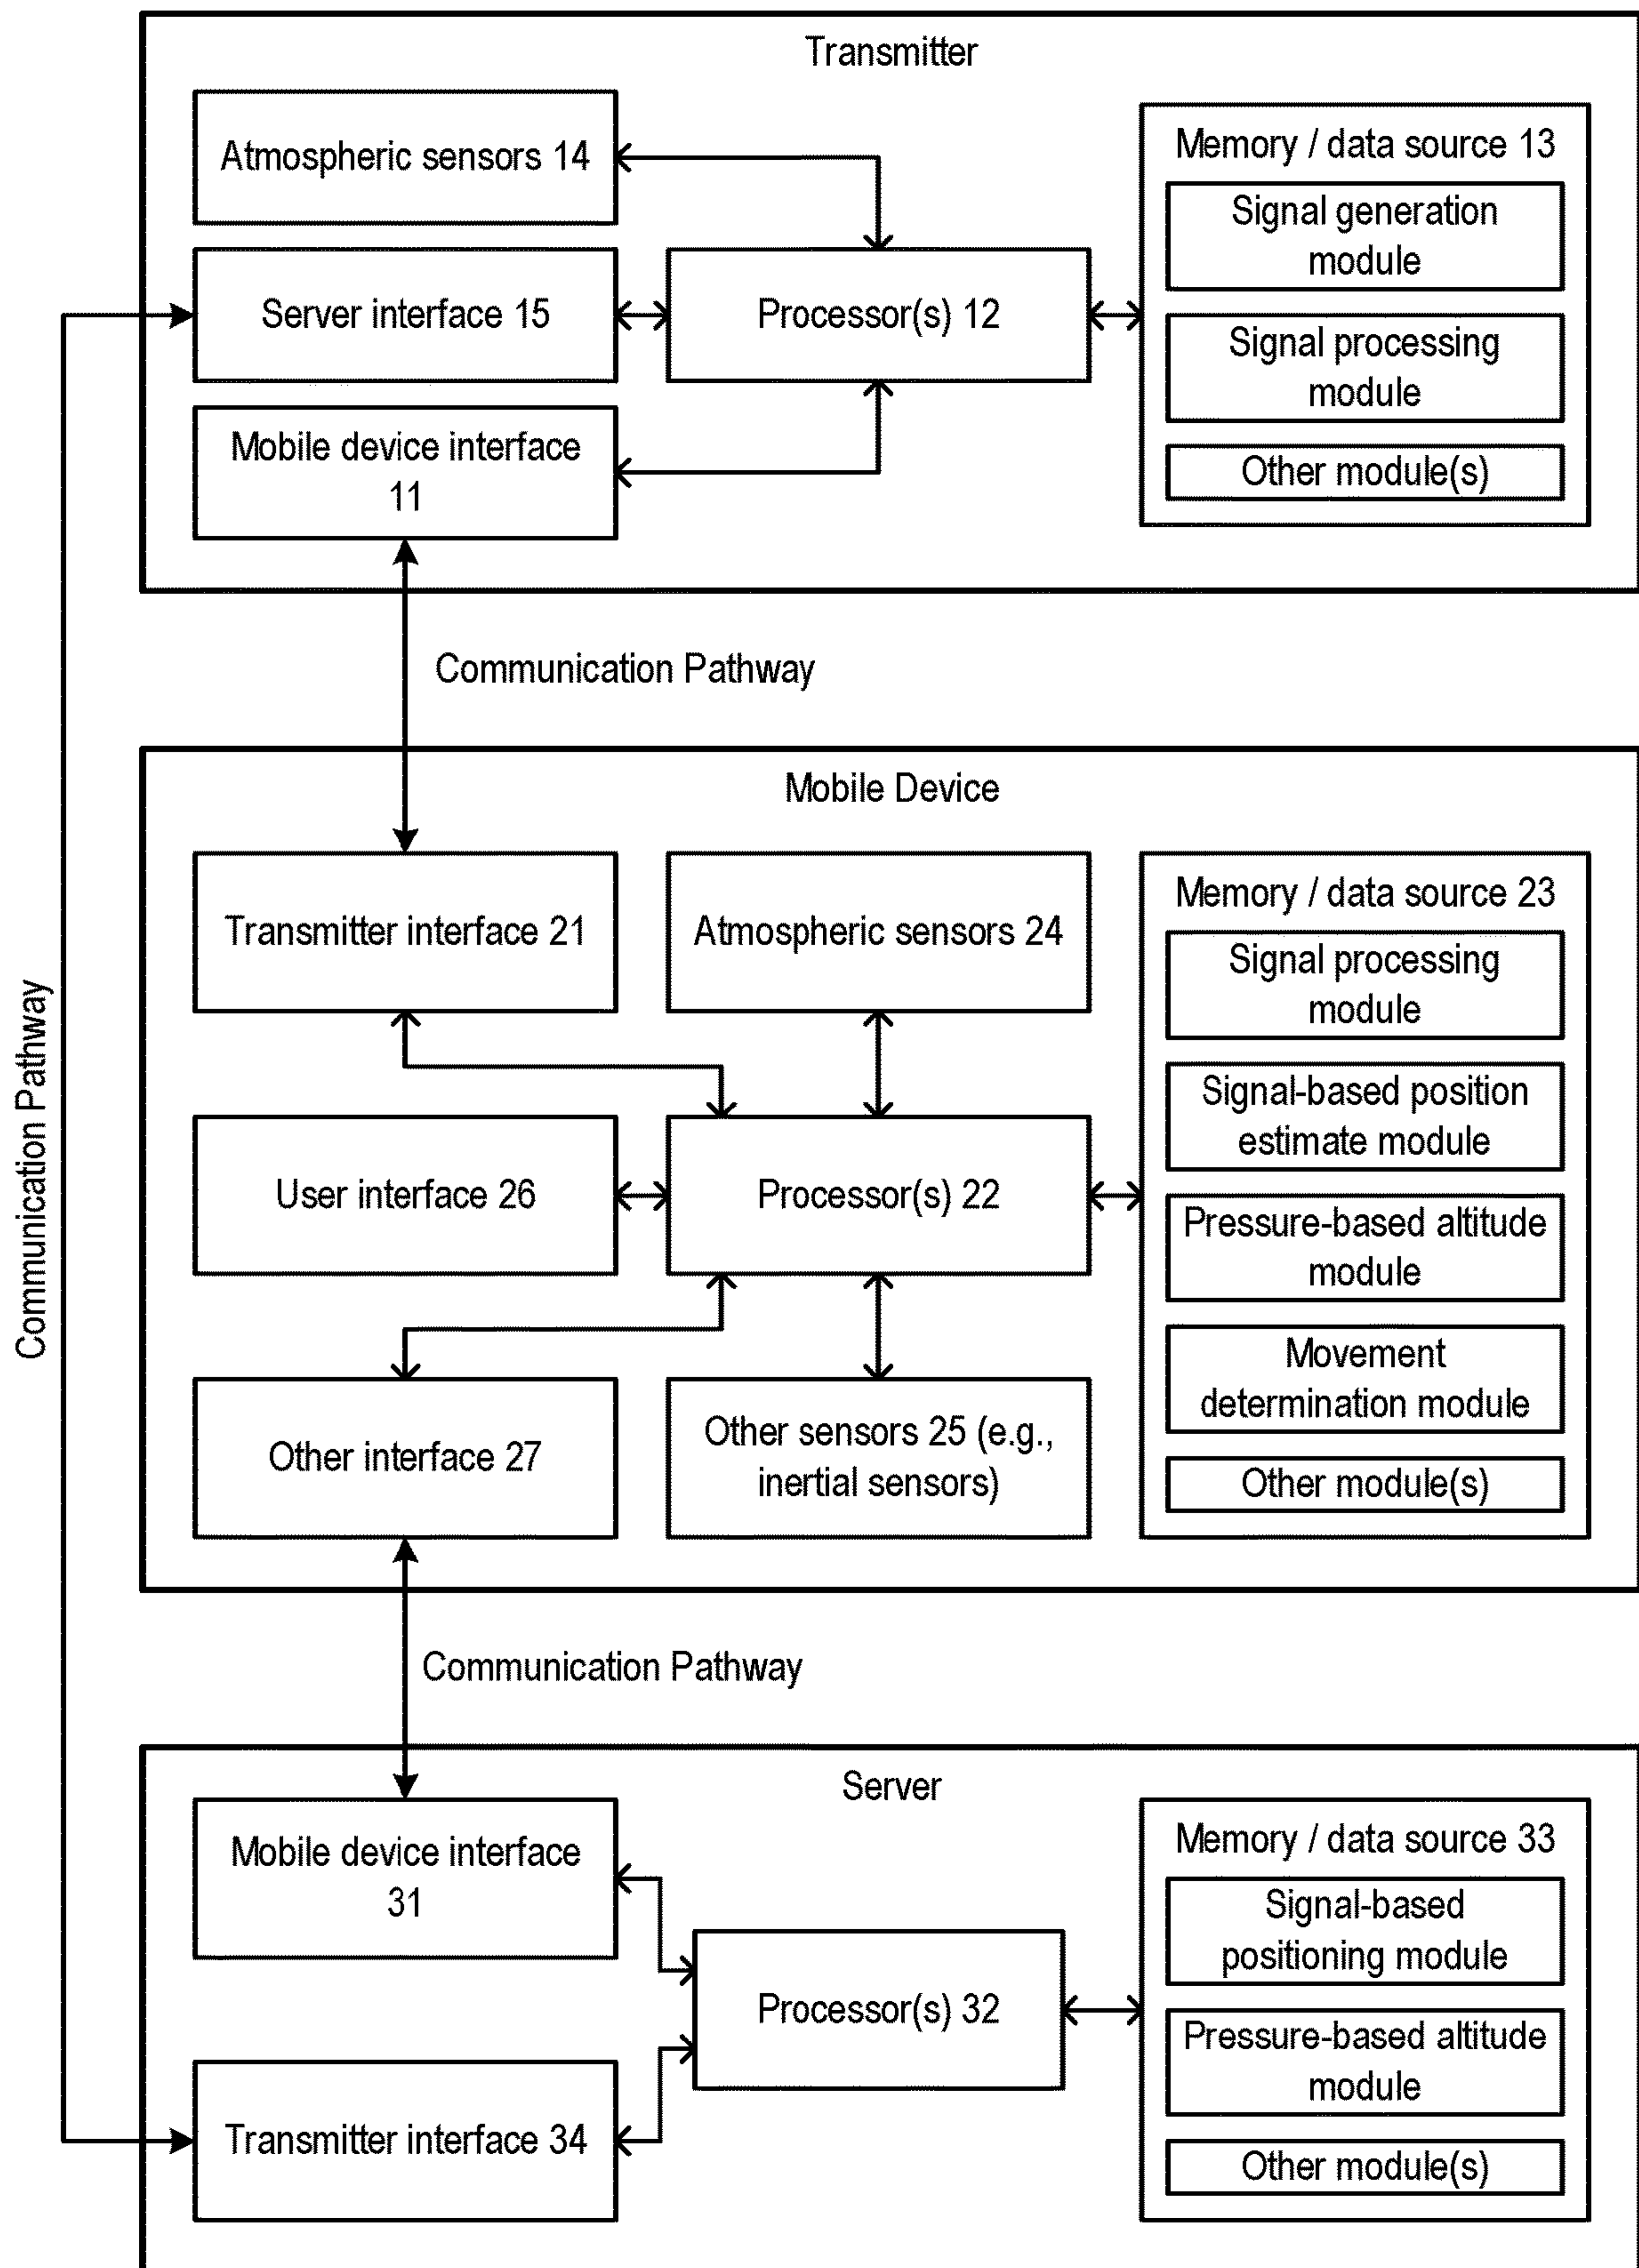 Transmitter
Atmospheric sensors 14
Server interface 15
Mobile device interface
11
Processor(s) 12
Memory / data source 13
Signal generation
module
Signal processing
module
Other module(s)
Communication Pathway
Communication Pathway
Mobile Device
Transmitter interface 21
Atmospheric sensors 24
User interface 26
Processor(s) 22
Other interface 27
Other sensors 25 (e.g.,
inertial sensors)
Memory / data source 23
Signal processing
module
Signal-based position
estimate module
Pressure-based altitude
module
Movement
determination module
Other module(s)
Communication Pathway
Server
Mobile device interface
31
Transmitter interface 34
Processor(s) 32
Memory / data source 33
Signal-based
positioning module
Pressure-based altitude
module
Other module(s)